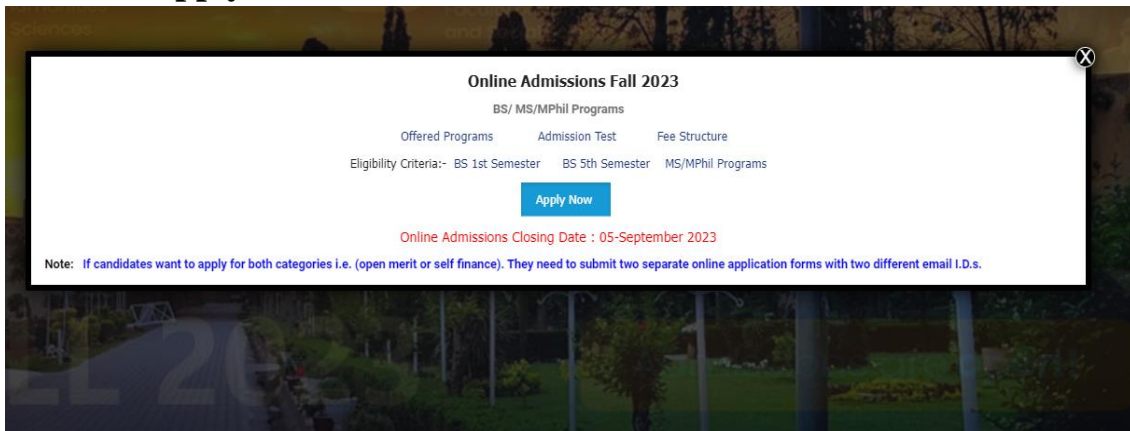 Sciences
X
Online Admissions Fall 2023
BS/ MS/MPhil Programs
Offered Programs Admission Test Fee Structure
Eligibility Criteria:- BS 1st Semester BS 5th Semester MS/MPhil Programs
Apply Now
Online Admissions Closing Date : 05-September 2023
Note: If candidates want to apply for both categories i.e. (open merit or self finance). They need to submit two separate online application forms with two different email I.D.s.